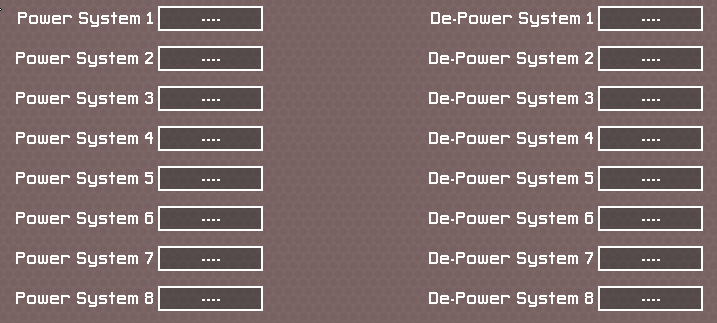 Power System 1 ---- De-Power System 1 ----
Power System 2 ---- De-Power System 2 ----
Power System 3 ---- De-Power System 3 ----
Power System 4 ---- De-Power System 4 ----
Power System 5 ---- De-Power System 5 ----
Power System 6 ---- De-Power System 6 ----
Power System 7 ---- De-Power System 7 ----
Power System 8 ---- De-Power System 8 ----